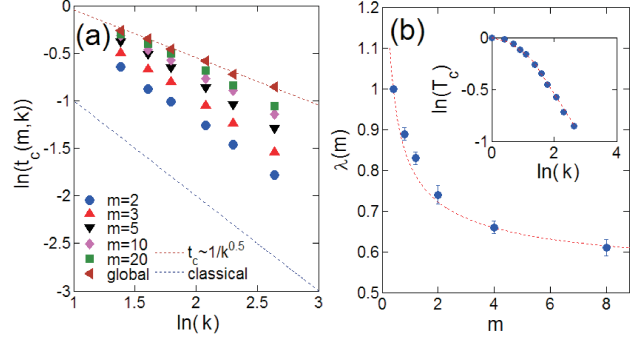 (a)
0
-0.5
-1.0
-1.5
-2.0
-2.5
-3
ln(t_c(m,k))
m=2
m=3
m=5
m=10
m=20
global
t_c~1/k^0.5
classical
1
1.5
2
2.5
3
ln(k)
(b)
1.1
1
0.9
0.8
0.7
0.6
0.5
λ(m)
0
2
4
6
8
m
0
-0.5
-1
ln(T_c)
0
2
4
ln(k)